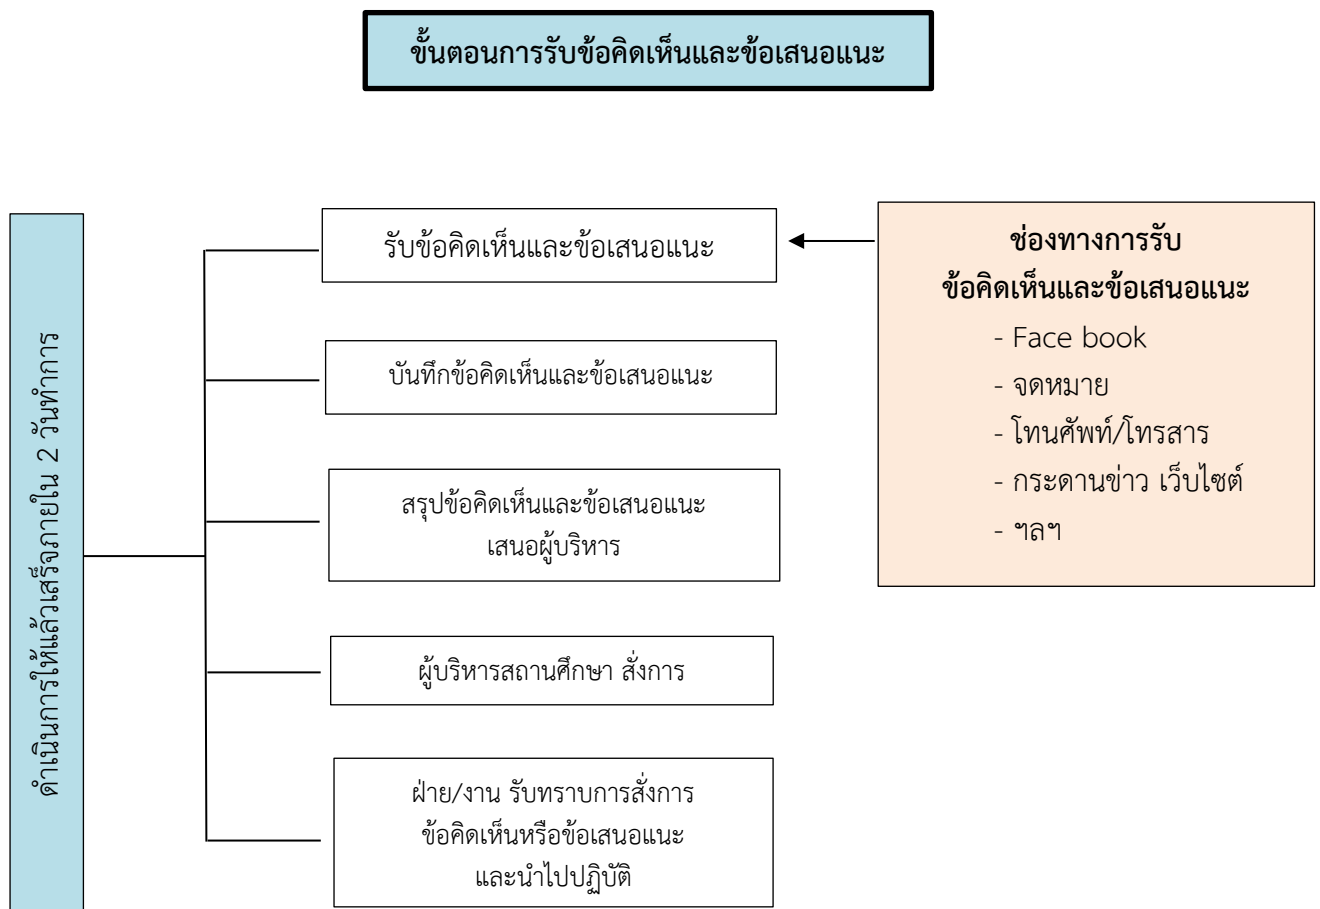 ขั้นตอนการรับข้อคิดเห็นและข้อเสนอแนะ
ดำเนินการให้แล้วเสร็จภายใน 2 วันทำการ
รับข้อคิดเห็นและข้อเสนอแนะ
บันทึกข้อคิดเห็นและข้อเสนอแนะ
สรุปข้อคิดเห็นและข้อเสนอแนะ
เสนอผู้บริหาร
ผู้บริหารสถานศึกษา สั่งการ
ฝ่าย/งาน รับทราบการสั่งการ
ข้อคิดเห็นหรือข้อเสนอแนะ
และนำไปปฏิบัติ
ช่องทางการรับ
ข้อคิดเห็นและข้อเสนอแนะ
- Face book
- จดหมาย
- โทนศัพท์/โทรสาร
- กระดานข่าว เว็บไซต์
- ฯลฯ